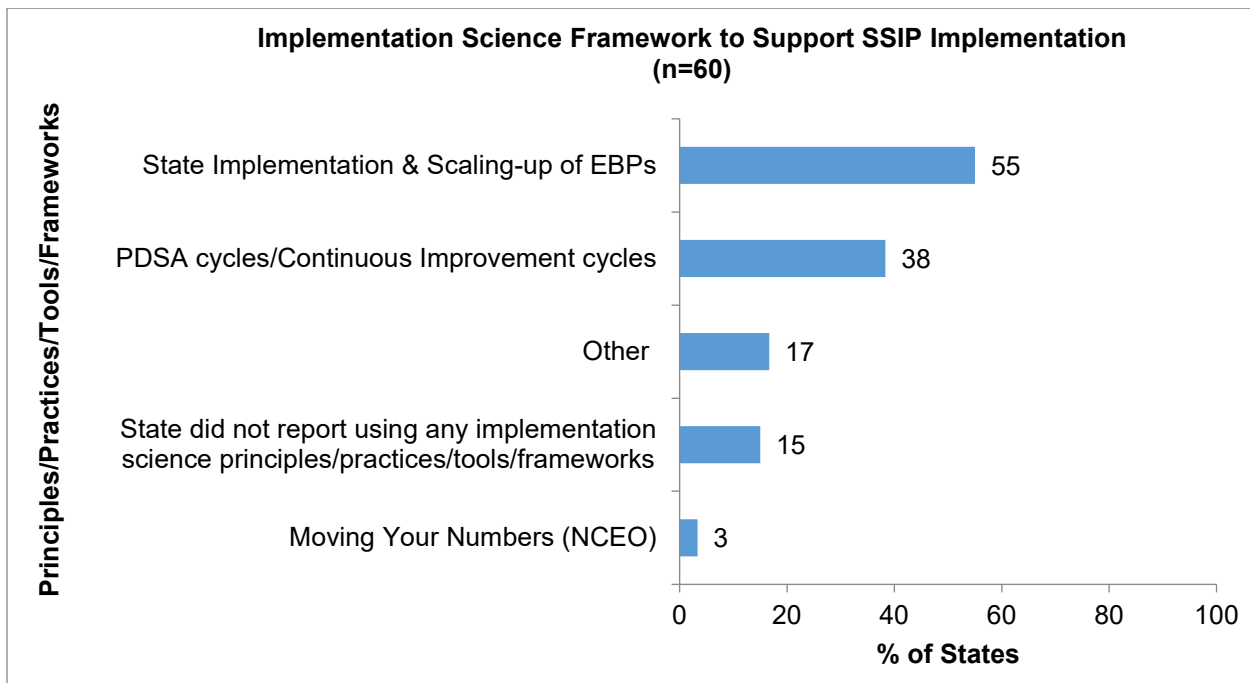 Implementation Science Framework to Support SSIP Implementation
(n=60)
Principles/Practices/Tools/Frameworks
State Implementation & Scaling-up of EBPs
55
PDSA cycles/Continuous Improvement cycles
38
Other
17
State did not report using any implementation
science principles/practices/tools/frameworks
15
Moving Your Numbers (NCEO)
3
0 20 40 60 80 100
% of States